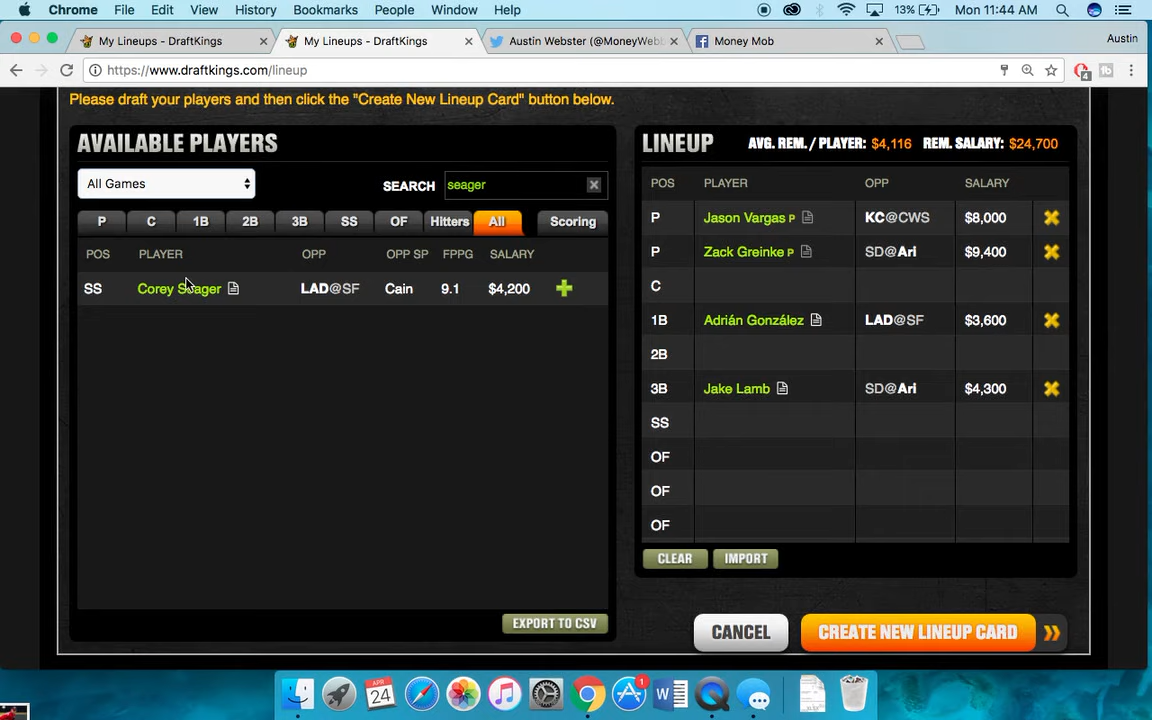 Chrome File Edit View History Bookmarks People Window Help 13% Mon 11:44 AM
My Lineups - DraftKings My Lineups - DraftKings Austin Webster (@MoneyWebb Money Mob Austin
https://www.draftkings.com/lineup 4
Please draft your players and then click the "Create New Lineup Card" button below.
AVAILABLE PLAYERS
All Games SEARCH seager
P C 1B 2B 3B SS OF Hitters All Scoring
POS PLAYER OPP OPP SP FPPG SALARY
SS Corey Seager LAD@SF Cain 9.1 $4,200
EXPORT TO CSV
LINEUP AVG. REM. / PLAYER: $4,116 REM. SALARY: $24,700
POS PLAYER OPP SALARY
P Jason Vargas P KC@CWS $8,000
P Zack Greinke P SD@Ari $9,400
C
1B Adrián González LAD@SF $3,600
2B
3B Jake Lamb SD@Ari $4,300
SS
OF
OF
OF
CLEAR IMPORT
CANCEL CREATE NEW LINEUP CARD
APR 24 1